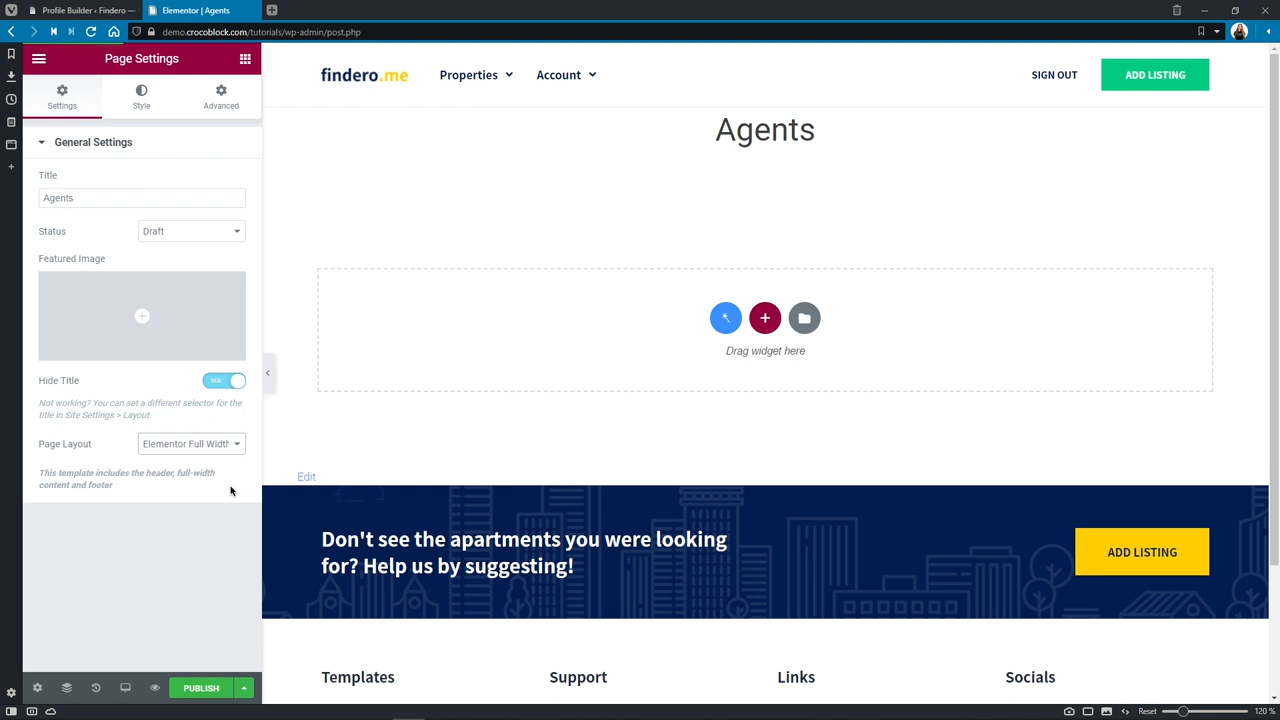 Profile Builder ‹ Findero —
Elementor | Agents
demo.crocoblock.com/tutorials/wp-admin/post.php
Page Settings
Settings
Style
Advanced
General Settings
Title
Agents
Status
Draft
Featured Image
Hide Title
YES
Not working? You can set a different selector for the
title in Site Settings > Layout
Page Layout
Elementor Full Width
This template includes the header, full-width
content and footer
PUBLISH
findero.me
Properties
Account
SIGN OUT
ADD LISTING
Agents
Drag widget here
Edit
Don't see the apartments you were looking
for? Help us by suggesting!
ADD LISTING
Templates
Support
Links
Socials
Reset
120 %